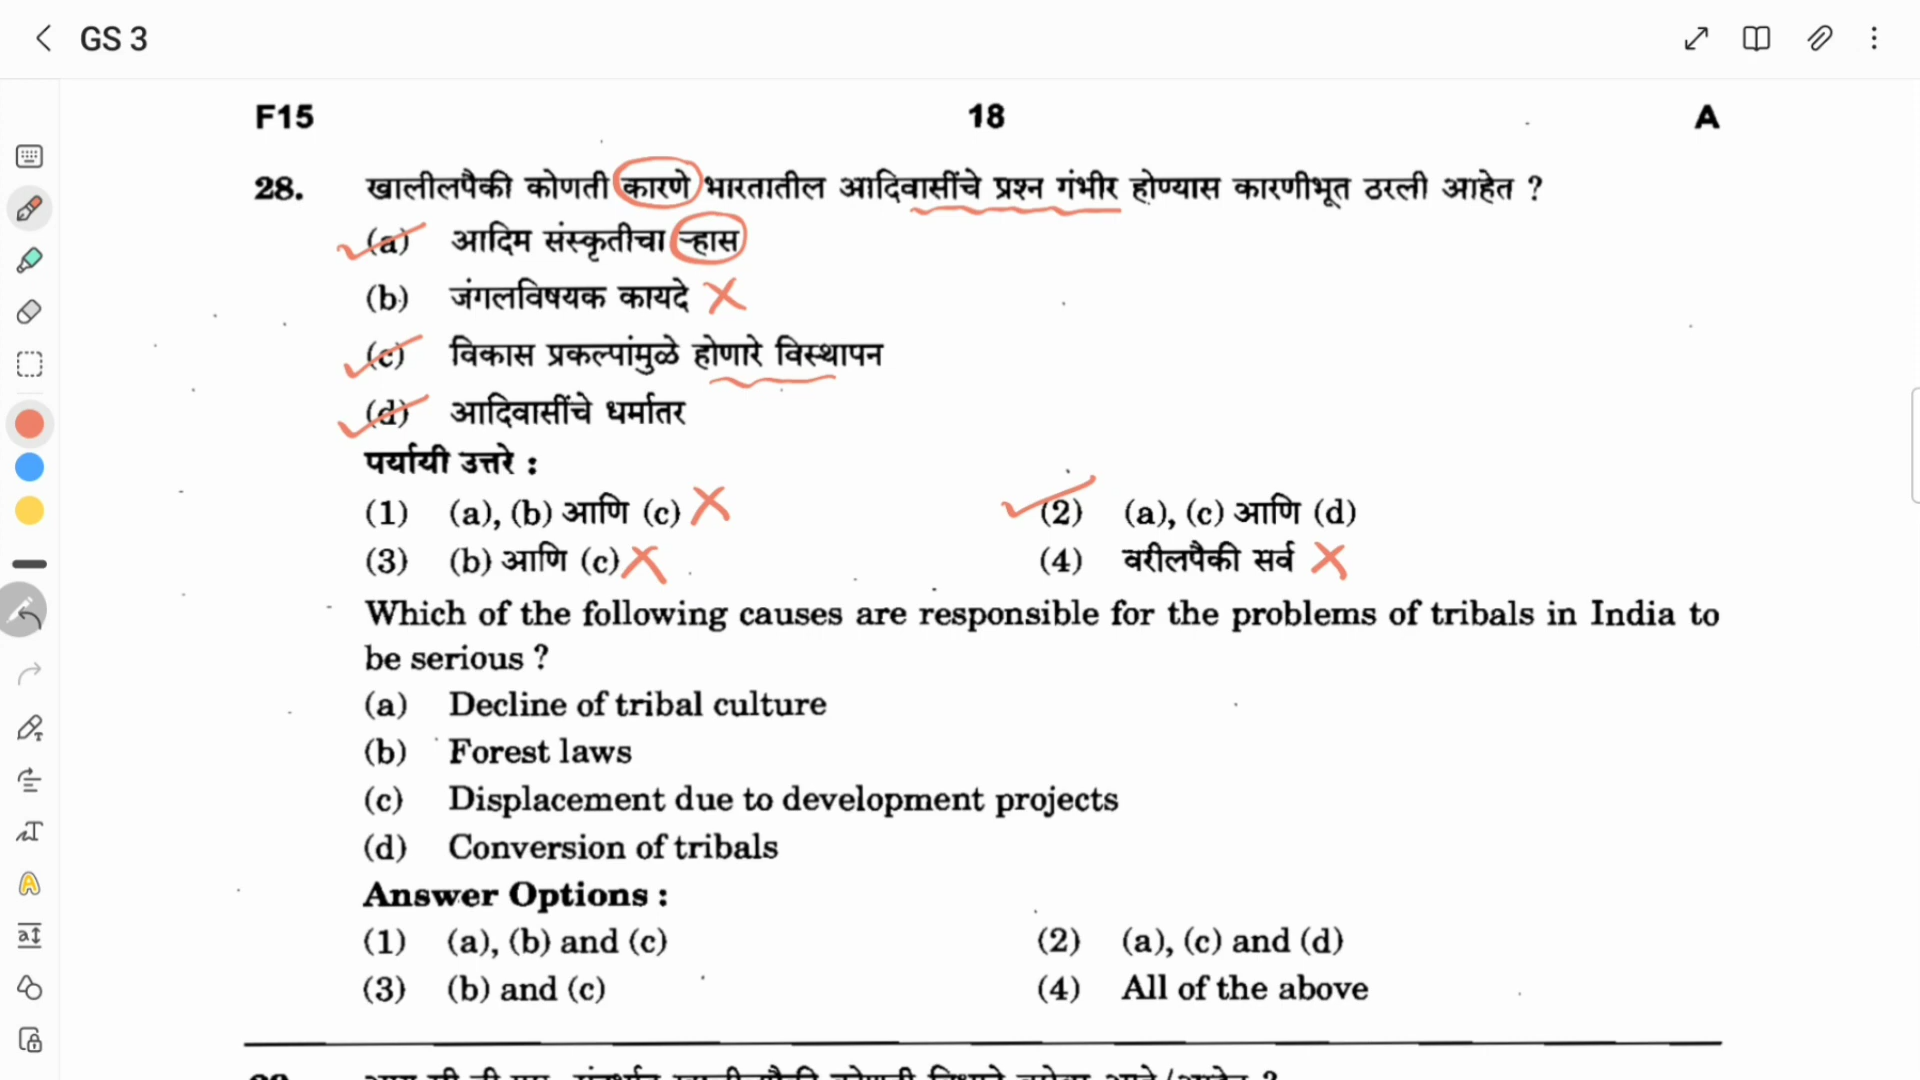 GS 3
F15 18 A
28. खालीलपैकी कोणती कारणे भारतातील आदिवासींचे प्रश्न गंभीर होण्यास कारणीभूत ठरली आहेत ?
(a) आदिम संस्कृतीचा ऱ्हास
(b) जंगलविषयक कायदे
(c) विकास प्रकल्पांमुळे होणारे विस्थापन
(d) आदिवासींचे धर्मातर
पर्यायी उत्तरे :
(1) (a), (b) आणि (c) (2) (a), (c) आणि (d)
(3) (b) आणि (c) (4) वरीलपैकी सर्व
Which of the following causes are responsible for the problems of tribals in India to
be serious ?
(a) Decline of tribal culture
(b) Forest laws
(c) Displacement due to development projects
(d) Conversion of tribals
Answer Options :
(1) (a), (b) and (c) (2) (a), (c) and (d)
(3) (b) and (c) (4) All of the above